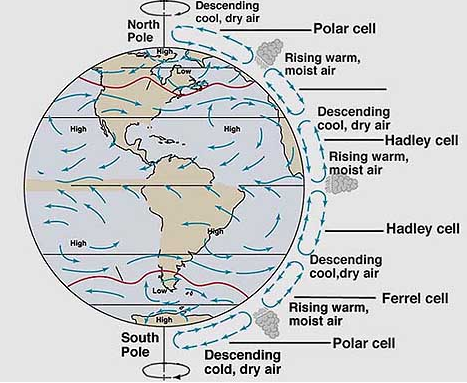 Descending
cool, dry air
North
Pole
Polar cell
High
Rising warm,
moist air
Low
Descending
cool, dry air
High
High
Hadley cell
Rising warm,
moist air
High
Hadley cell
High
Descending
cool,dry air
Low
Ferrel cell
Rising warm,
moist air
High
South
Pole
Polar cell
Descending
cold, dry air